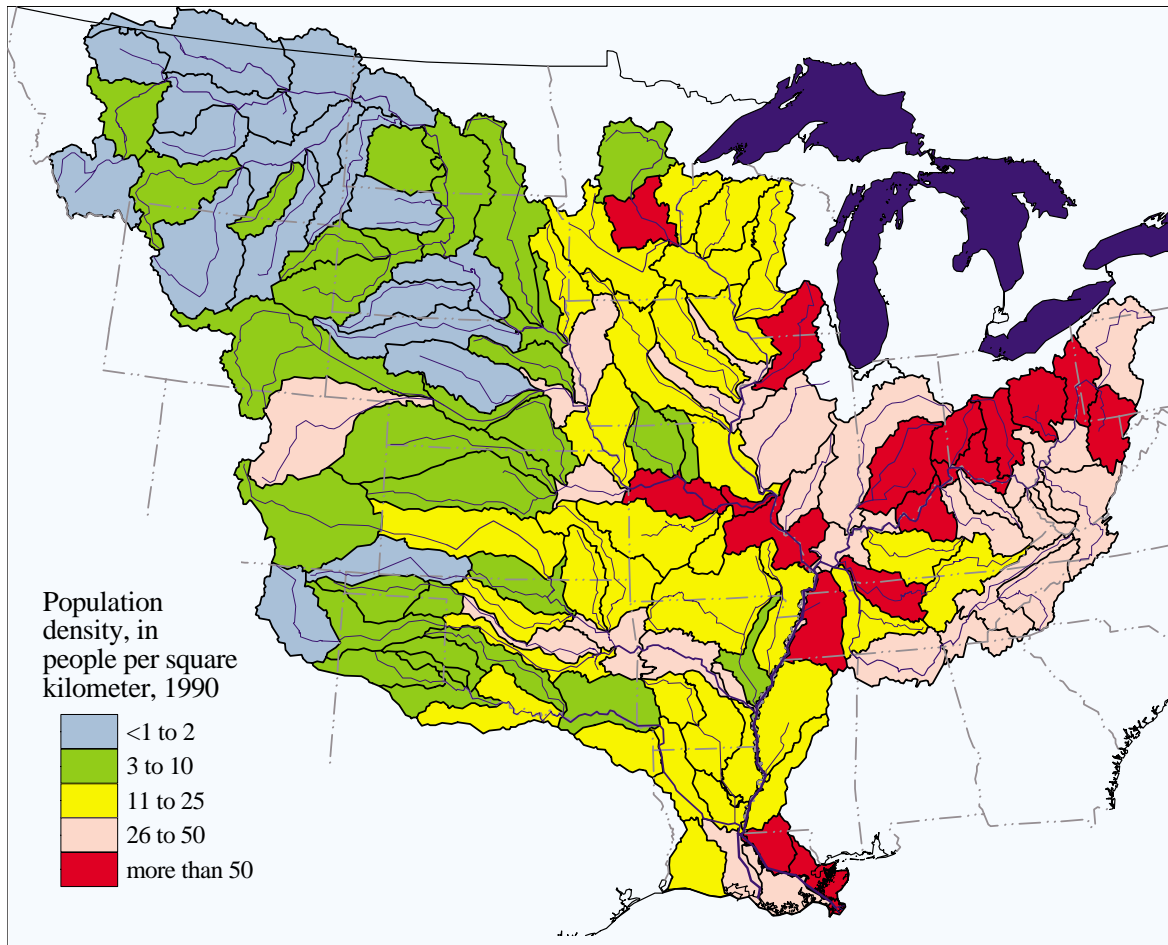 Population
density, in
people per square
kilometer, 1990
<1 to 2
3 to 10
11 to 25
26 to 50
more than 50